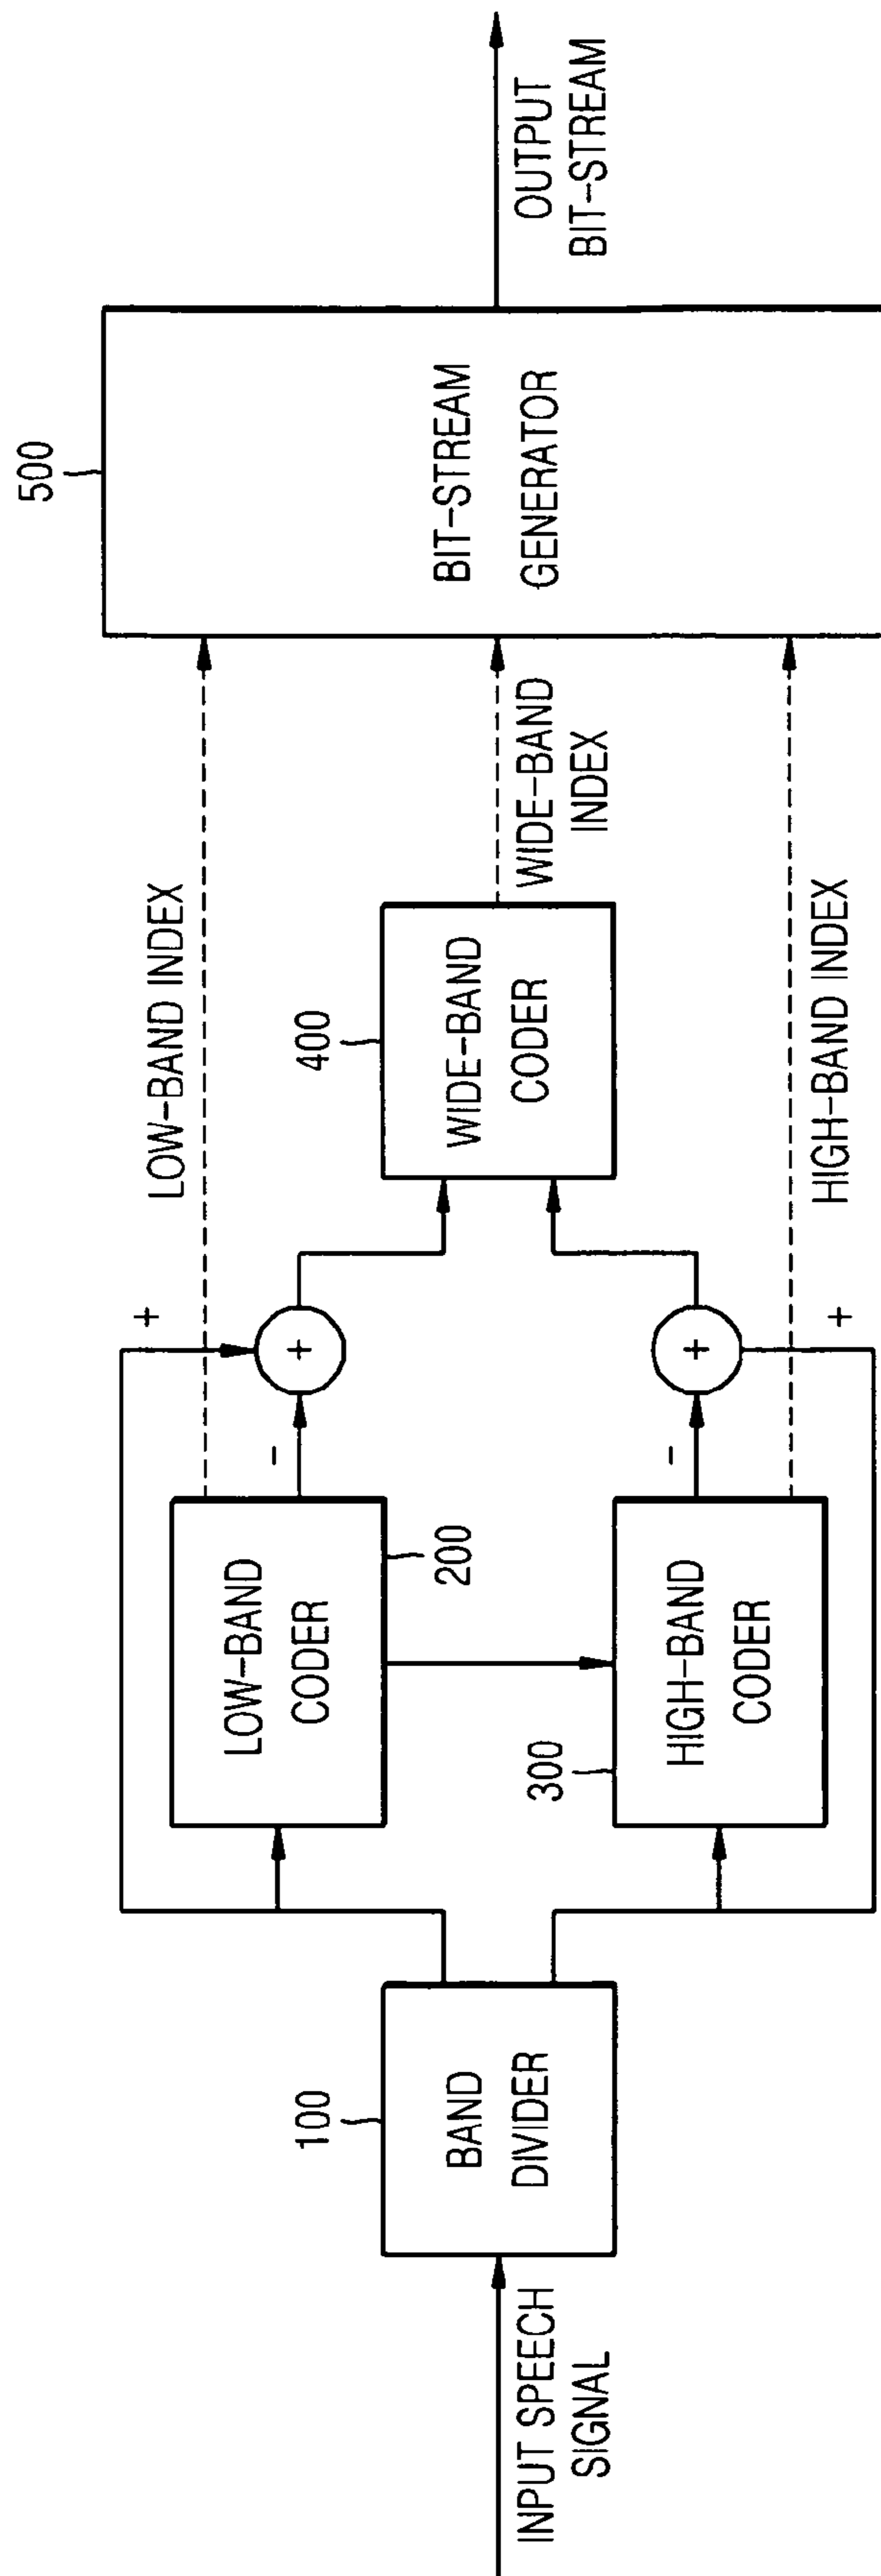 INPUT SPEECH
SIGNAL
100
BAND
DIVIDER
LOW-BAND
CODER
200
300
HIGH-BAND
CODER
-
+
+
-
+
+
LOW-BAND INDEX
400
WIDE-BAND
CODER
WIDE-BAND
INDEX
HIGH-BAND INDEX
500
BIT-STREAM
GENERATOR
OUTPUT
BIT-STREAM